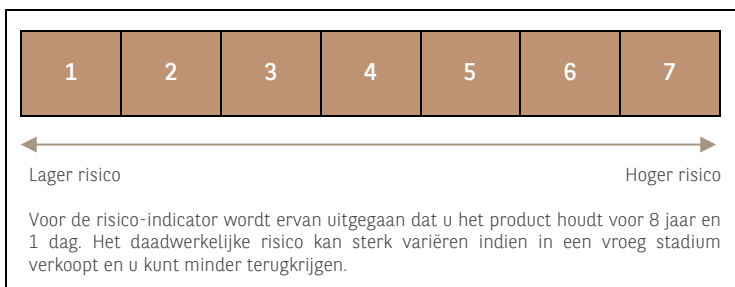 1 2 3 4 5 6 7
Lager risico Hoger risico
Voor de risico-indicator wordt ervan uitgegaan dat u het product houdt voor 8 jaar en
1 dag. Het daadwerkelijke risico kan sterk variëren indien in een vroeg stadium
verkoopt en u kunt minder terugkrijgen.